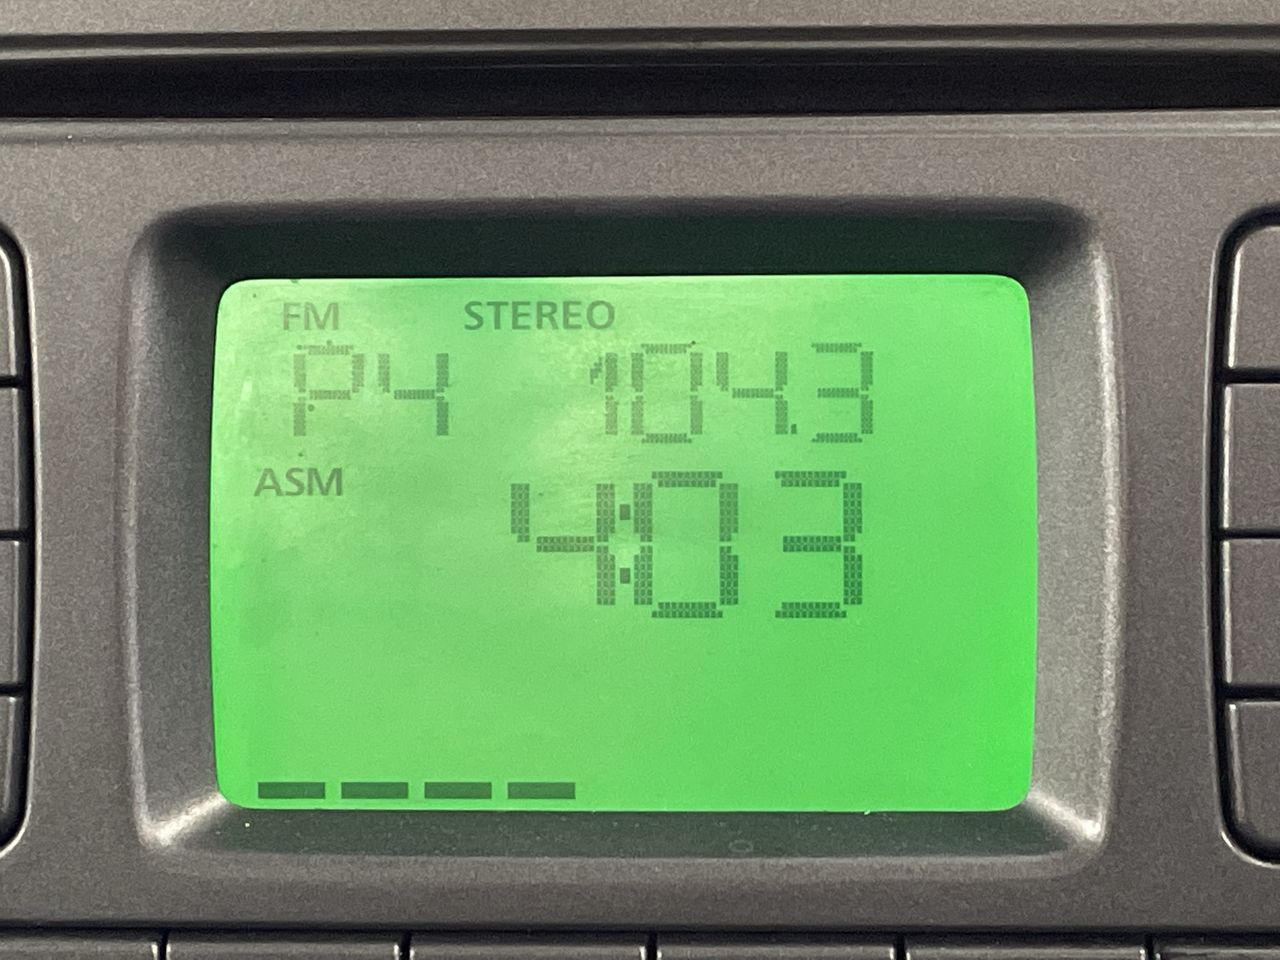 FM STEREO
P4 104.3
ASM
4:03